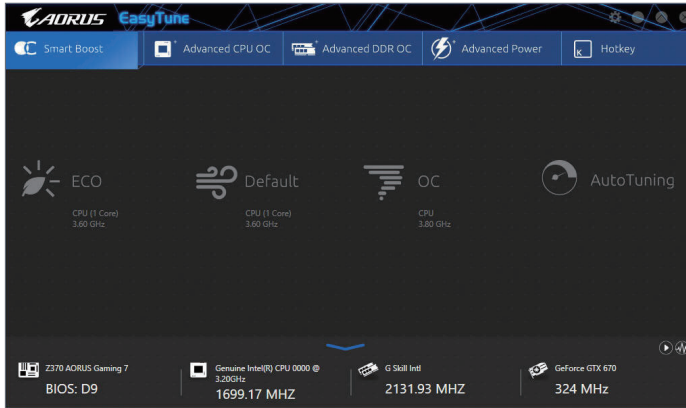 AORUS EasyTune
Smart Boost
Advanced CPU OC
Advanced DDR OC
Advanced Power
K
Hotkey
ECO
CPU (1 Core)
3.60 GHz
Default
CPU (1 Core)
3.60 GHz
OC
CPU
3.80 GHz
AutoTuning
Z370 AORUS Gaming 7
BIOS: D9
Genuine Intel(R) CPU 0000 @
3.20GHz
1699.17 MHZ
G Skill Intl
2131.93 MHZ
GeForce GTX 670
324 MHz